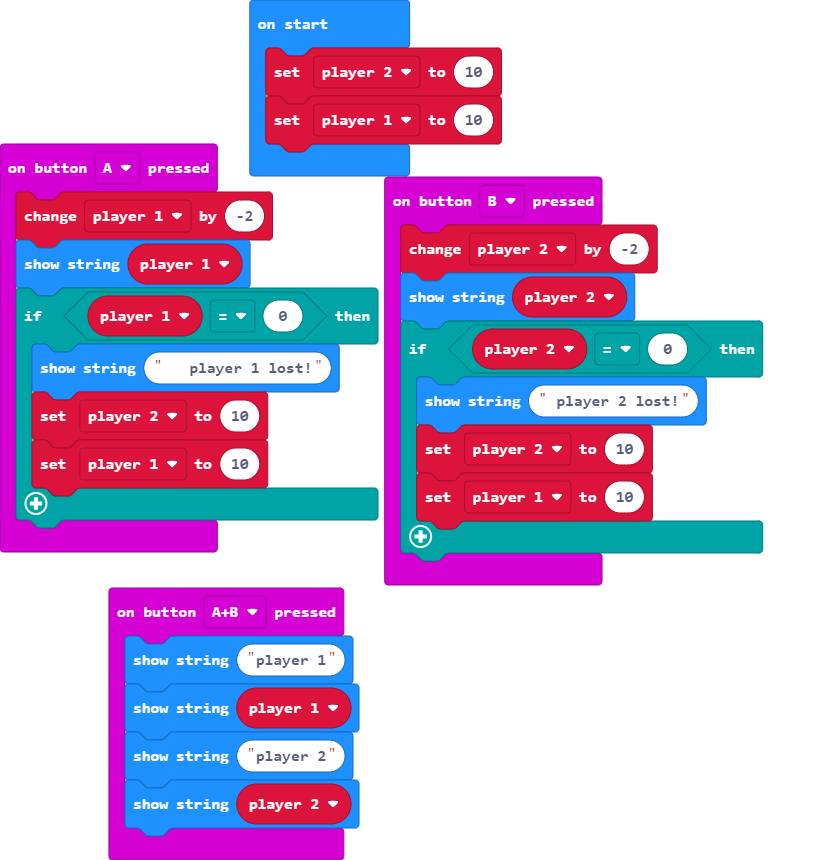 on start
set player 2 to 10
set player 1 to 10
on button A pressed
change player 1 by -2
show string player 1
if player 1 = 0 then
show string " player 1 lost!"
set player 2 to 10
set player 1 to 10
on button B pressed
change player 2 by -2
show string player 2
if player 2 = 0 then
show string " player 2 lost!"
set player 2 to 10
set player 1 to 10
on button A+B pressed
show string "player 1"
show string player 1
show string "player 2"
show string player 2